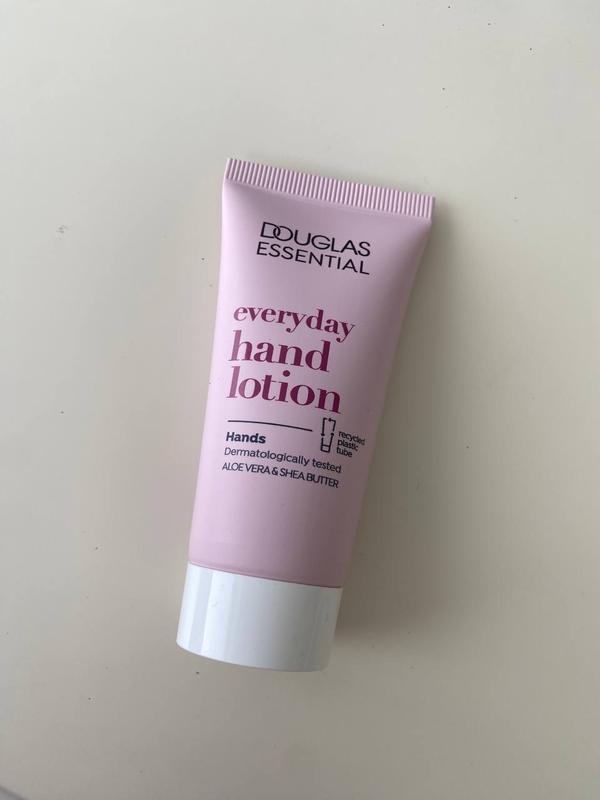 DOUGLAS
ESSENTIAL
everyday
hand
lotion
Hands
recycled
plastic
tube
Dermatologically tested
ALOE VERA & SHEA BUTTER